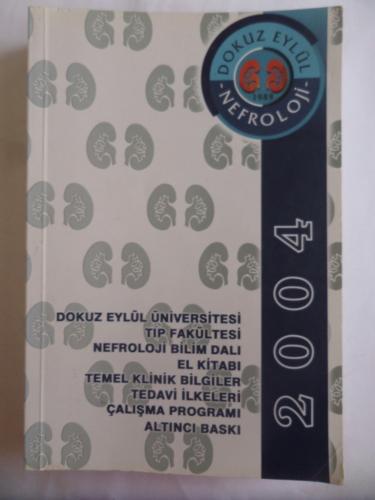 DOKUZ EYLÜL
-NEFROLOJİ-
1989
2004
DOKUZ EYLÜL ÜNİVERSİTESİ
TIP FAKÜLTESİ
NEFROLOJİ BİLİM DALI
EL KİTABI
TEMEL KLİNİK BİLGİLER
TEDAVİ İLKELERİ
ÇALIŞMA PROGRAMI
ALTINCI BASKI